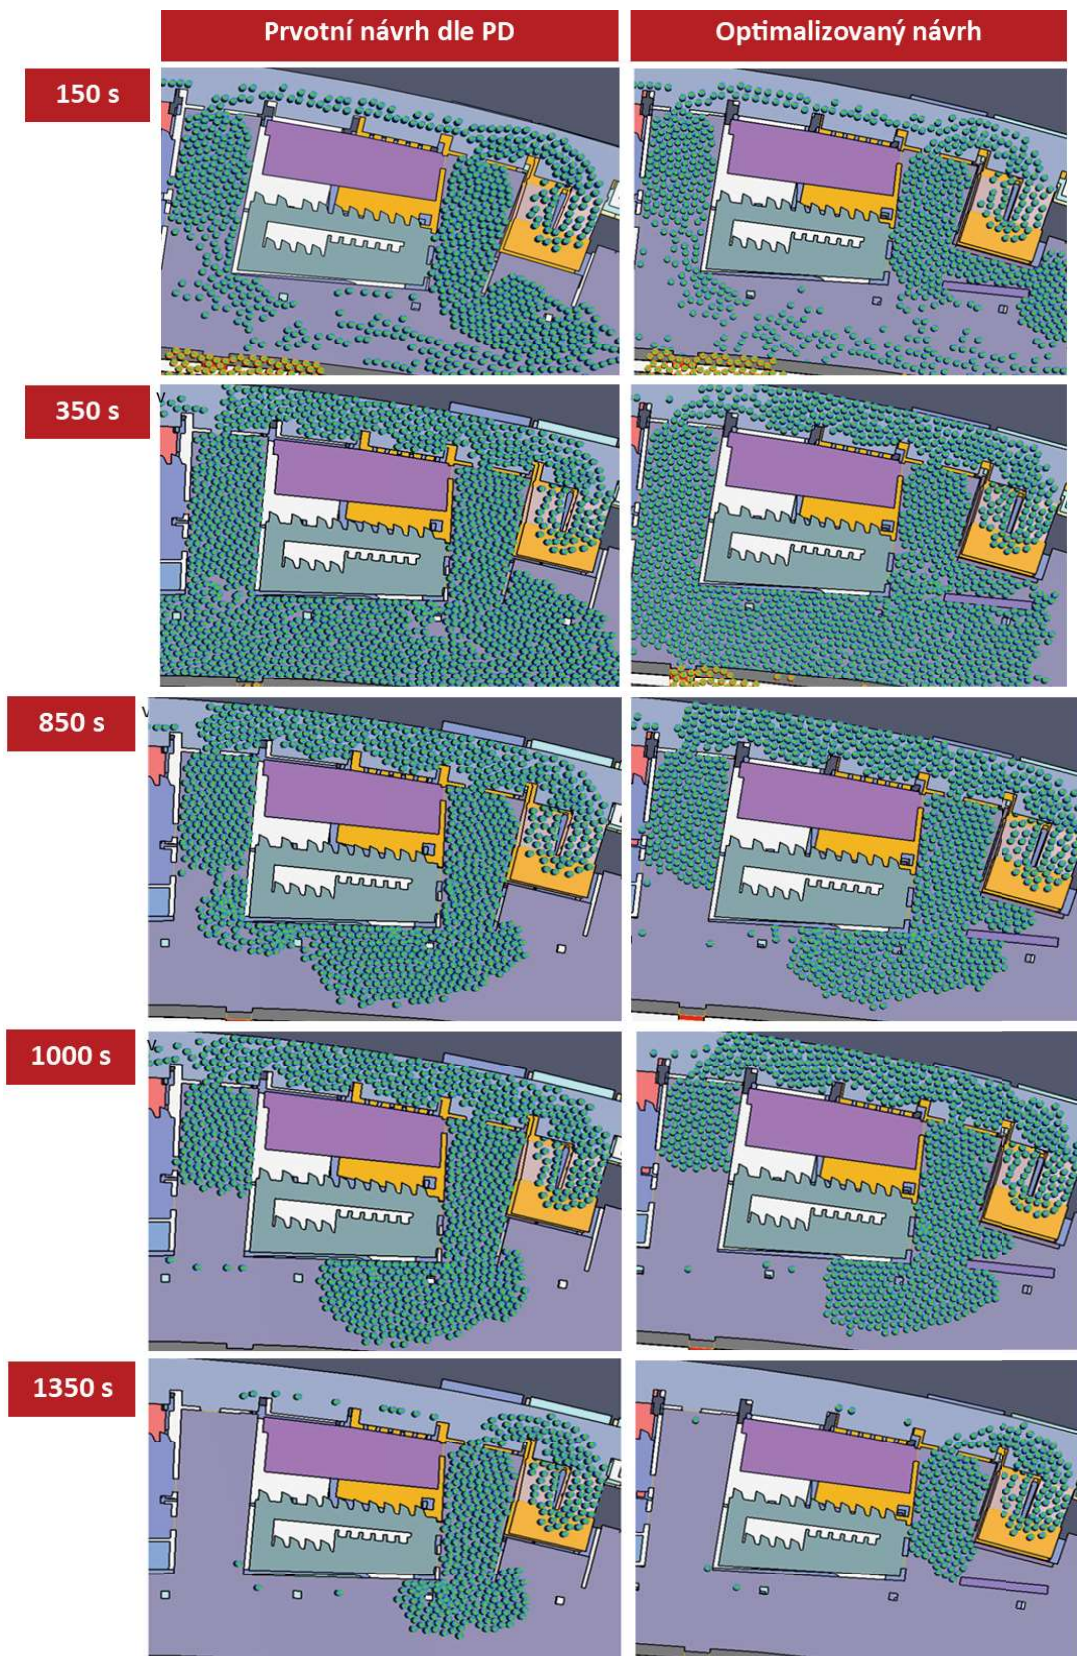 Prvotní návrh dle PD
Optimalizovaný návrh
150 s
350 s
850 s
1000 s
1350 s